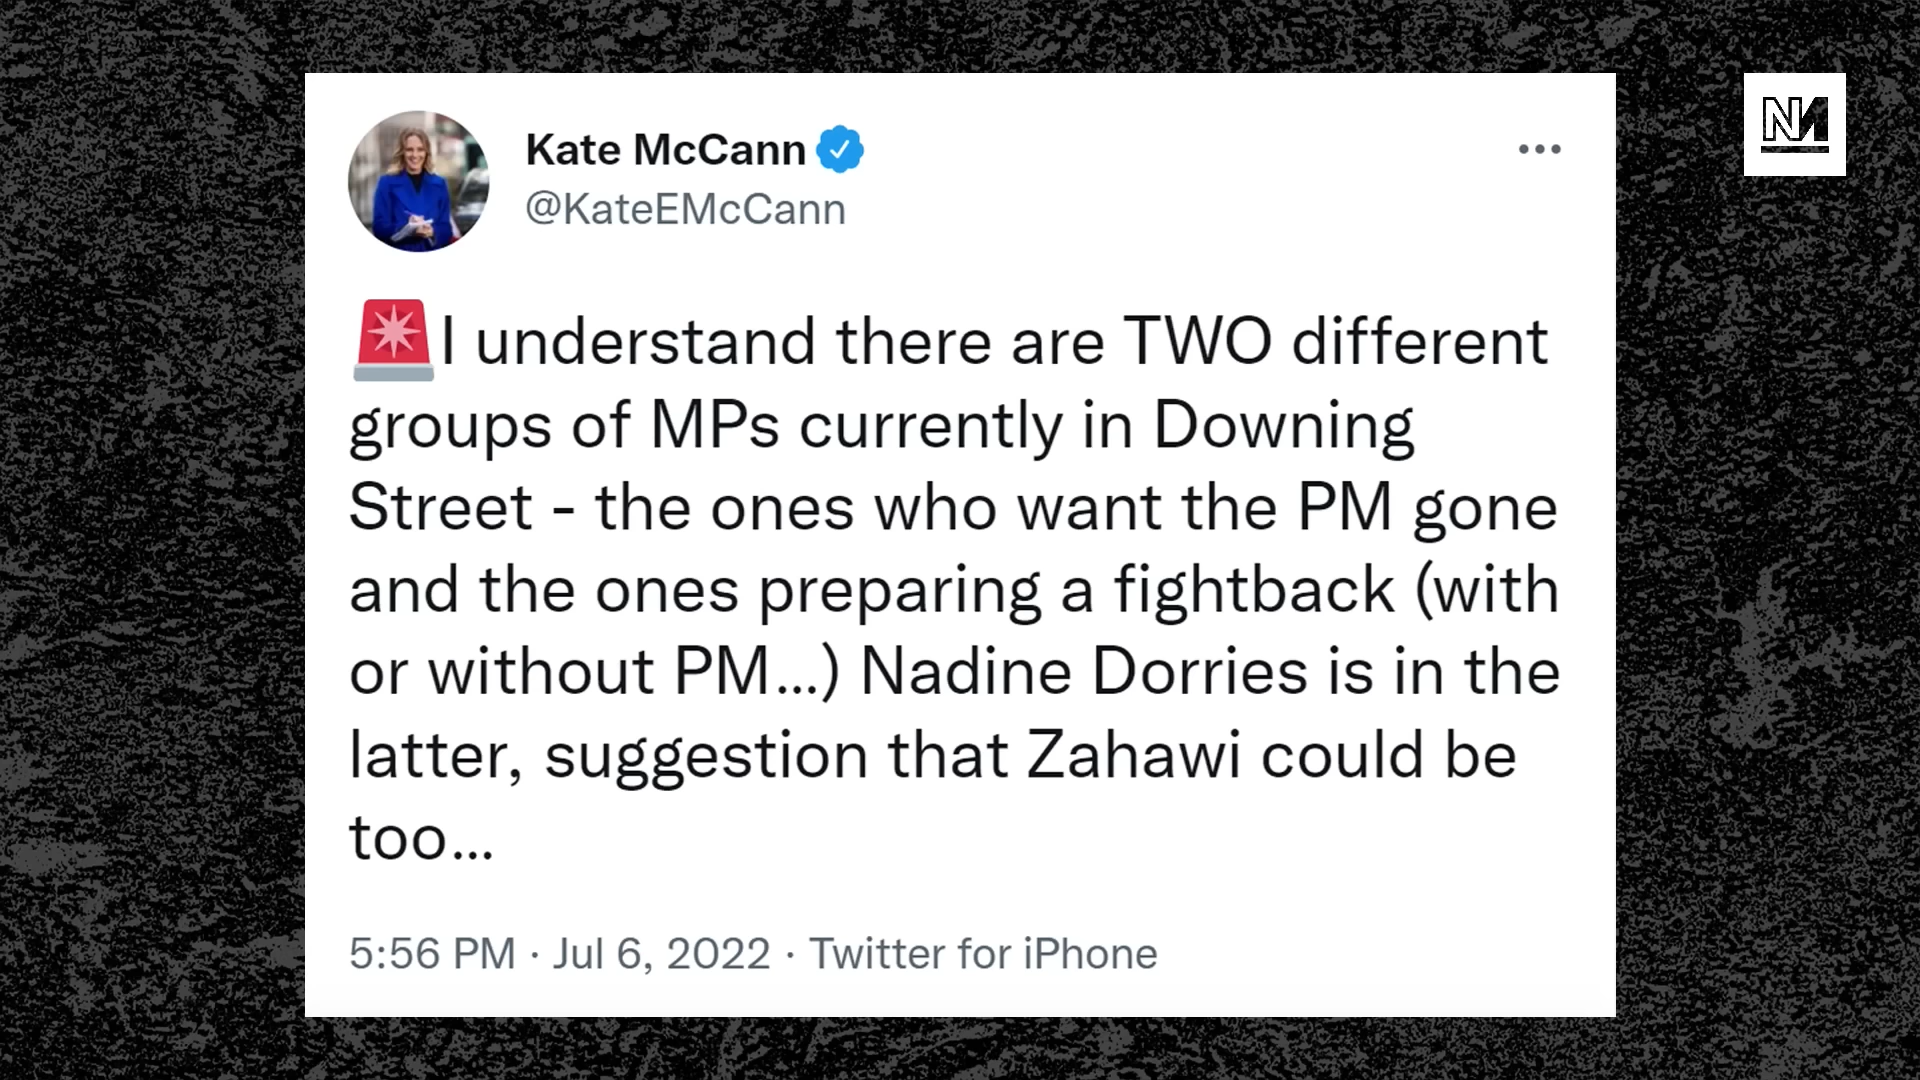 Kate McCann
@KateEMcCann
🚨I understand there are TWO different
groups of MPs currently in Downing
Street - the ones who want the PM gone
and the ones preparing a fightback (with
or without PM...) Nadine Dorries is in the
latter, suggestion that Zahawi could be
too...
5:56 PM · Jul 6, 2022 · Twitter for iPhone
NM